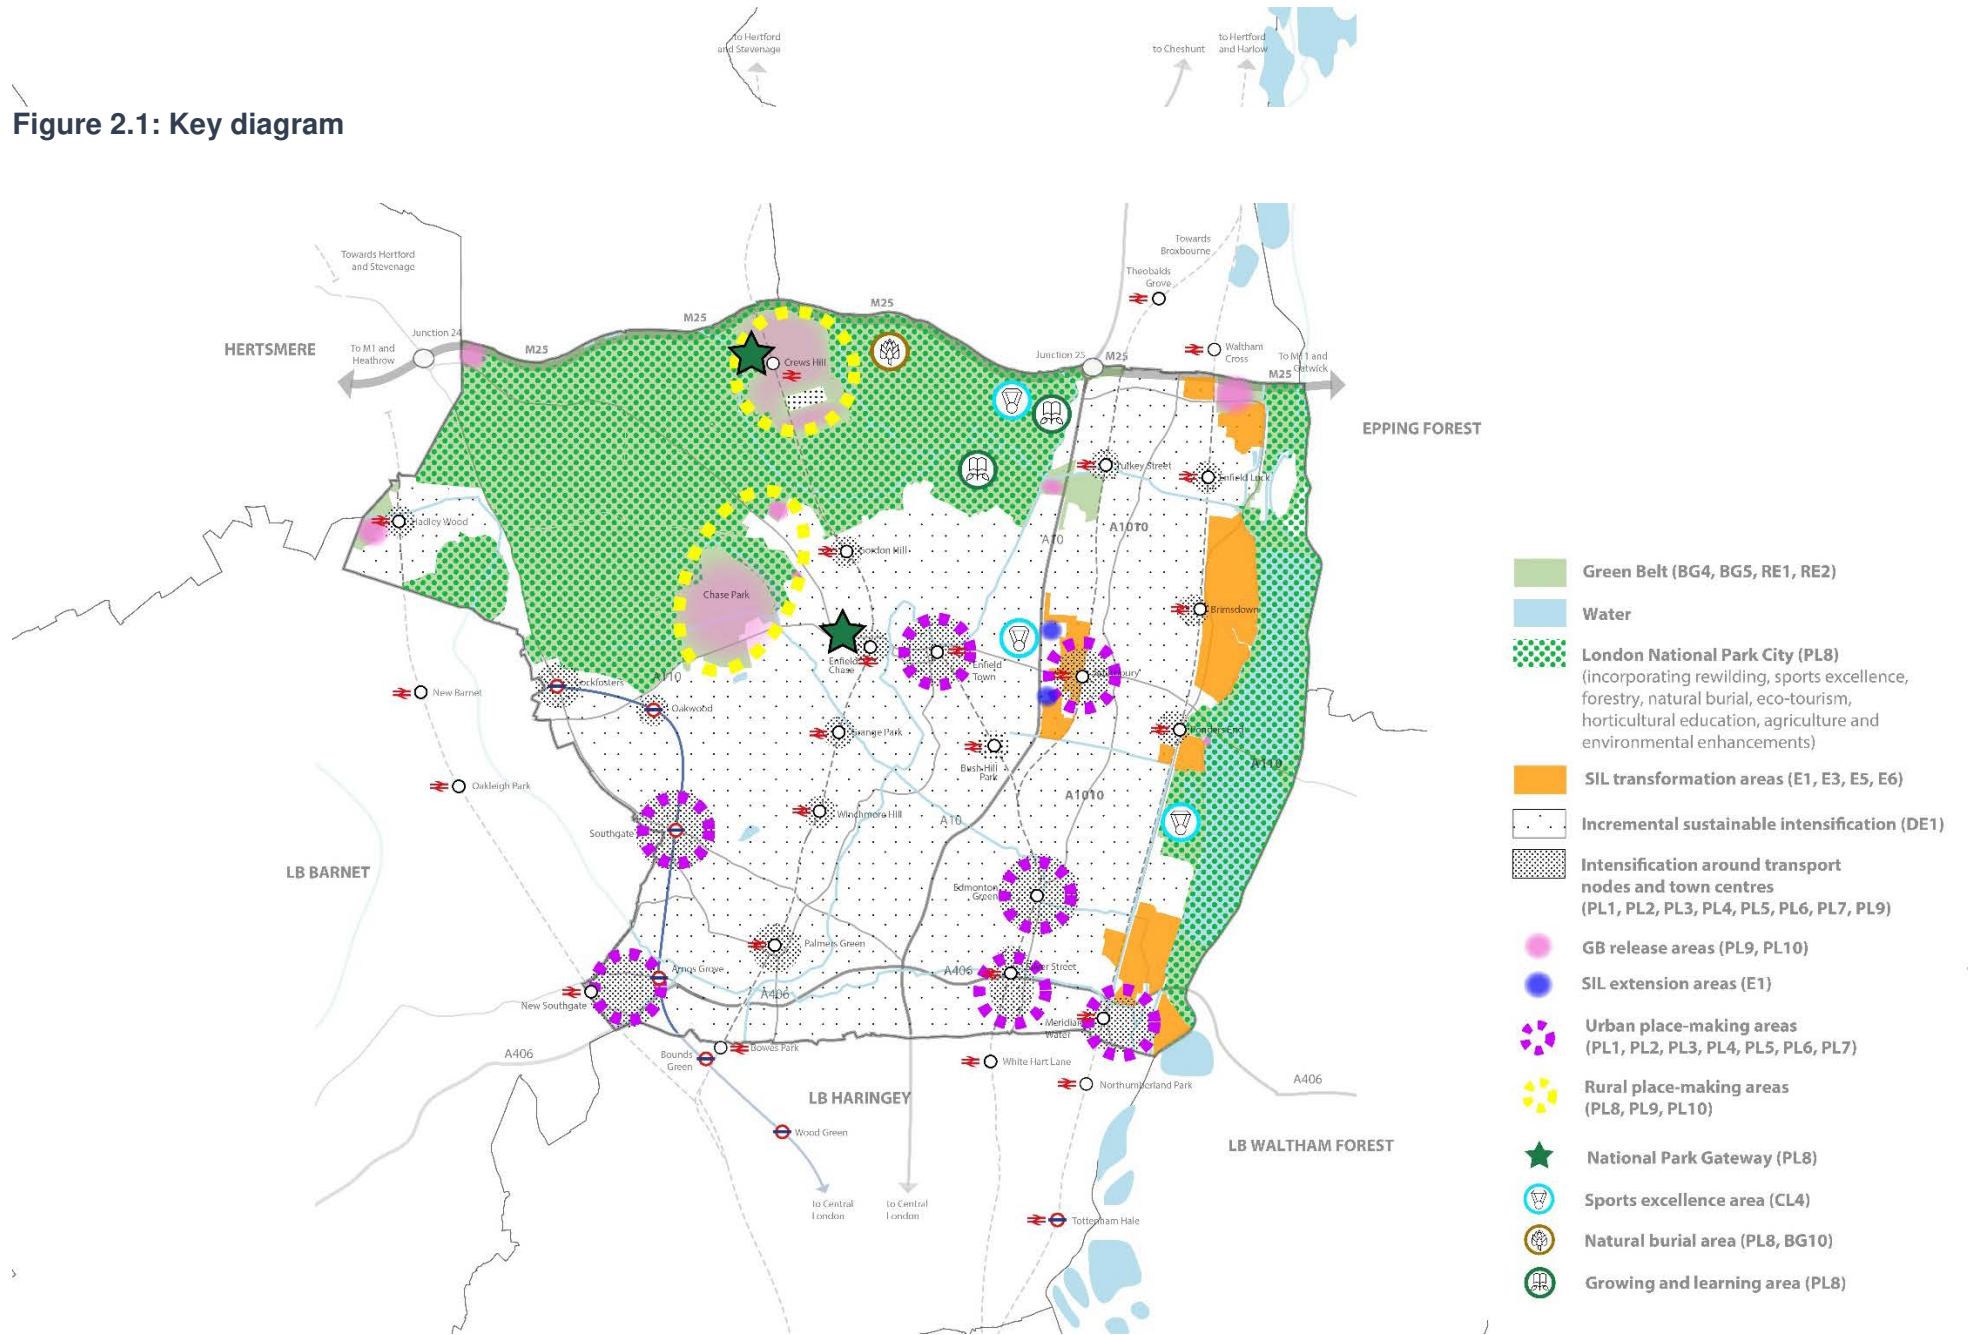 to Hertford
and Stevenage
to Cheshunt
to Hertford
and Harlow
Figure 2.1: Key diagram
Towards Hertford
and Stevenage
Towards
Broxbourne
Theobalds
Grove
M25
M25
HERTSMERE
Junction 24
To M1 and
Heathrow
M25
Crews Hill
Junction 25
M25
Waltham
Cross
To M11 and
Gatwick
M25
EPPING FOREST
Turkey Street
Enfield Lock
Hadley Wood
A1010
A10
Gordon Hill
Chase Park
Brimsdown
Enfield
Chase
Enfield
Town
Southbury
A110
Cockfosters
New Barnet
Oakwood
Grange Park
Bush Hill
Park
Ponders End
A110
Oakleigh Park
A1010
Winchmore Hill
A10
Southgate
LB BARNET
Edmonton
Green
Palmers Green
Arnos Grove
A406
Silver Street
A406
New Southgate
Meridian
Water
A406
Bounds
Green
Bowes Park
White Hart Lane
Northumberland Park
A406
LB HARINGEY
Wood Green
LB WALTHAM FOREST
to Central
London
to Central
London
Tottenham Hale
Green Belt (BG4, BG5, RE1, RE2)
Water
London National Park City (PL8)
(incorporating rewilding, sports excellence,
forestry, natural burial, eco-tourism,
horticultural education, agriculture and
environmental enhancements)
SIL transformation areas (E1, E3, E5, E6)
Incremental sustainable intensification (DE1)
Intensification around transport
nodes and town centres
(PL1, PL2, PL3, PL4, PL5, PL6, PL7, PL9)
GB release areas (PL9, PL10)
SIL extension areas (E1)
Urban place-making areas
(PL1, PL2, PL3, PL4, PL5, PL6, PL7)
Rural place-making areas
(PL8, PL9, PL10)
National Park Gateway (PL8)
Sports excellence area (CL4)
Natural burial area (PL8, BG10)
Growing and learning area (PL8)